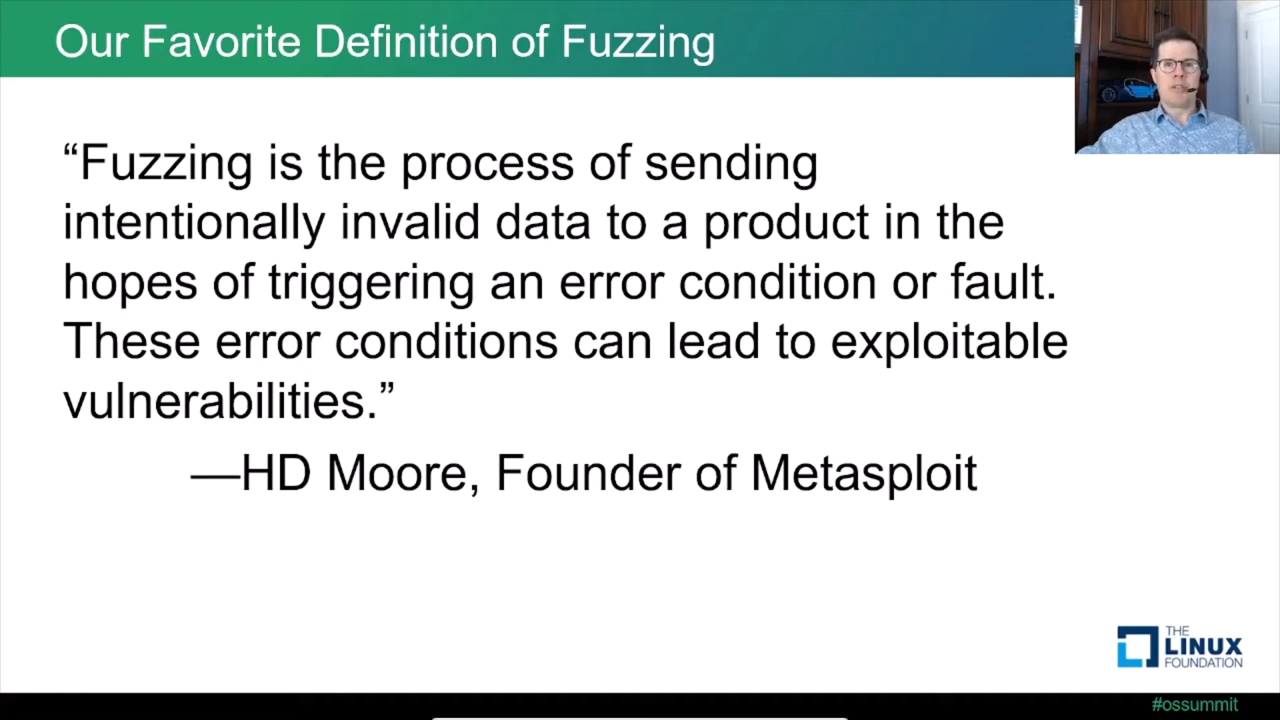 Our Favorite Definition of Fuzzing
“Fuzzing is the process of sending
intentionally invalid data to a product in the
hopes of triggering an error condition or fault.
These error conditions can lead to exploitable
vulnerabilities.”
—HD Moore, Founder of Metasploit
THE
LINUX
FOUNDATION
#ossummit